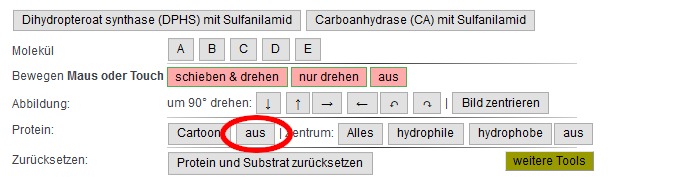 Dihydropteroat synthase (DPHS) mit Sulfanilamid Carboanhydrase (CA) mit Sulfanilamid
Molekül A B C D E
Bewegen Maus oder Touch schieben & drehen nur drehen aus
Abbildung: um 90° drehen: ↓ ↑ → ← ↶ ↷ | Bild zentrieren
Protein: Cartoon aus | Zentrum: Alles hydrophile hydrophobe aus
Zurücksetzen: Protein und Substrat zurücksetzen weitere Tools